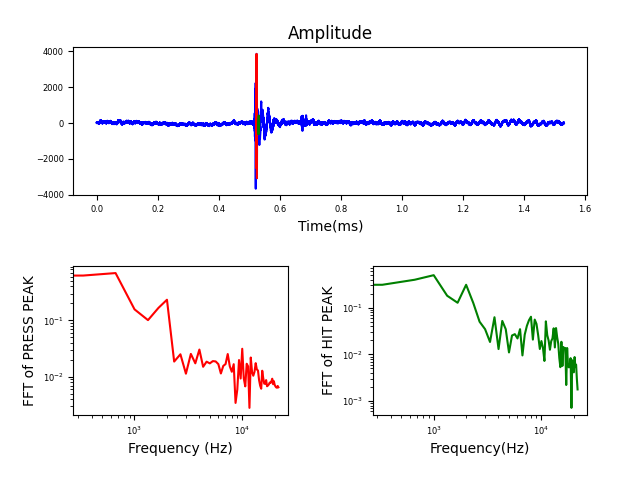 Amplitude
4000
2000
0
−2000
−4000
0.0 0.2 0.4 0.6 0.8 1.0 1.2 1.4 1.6
Time(ms)
FFT of PRESS PEAK
10⁻¹
10⁻²
10³ 10⁴
Frequency (Hz)
FFT of HIT PEAK
10⁻¹
10⁻²
10⁻³
10³ 10⁴
Frequency(Hz)